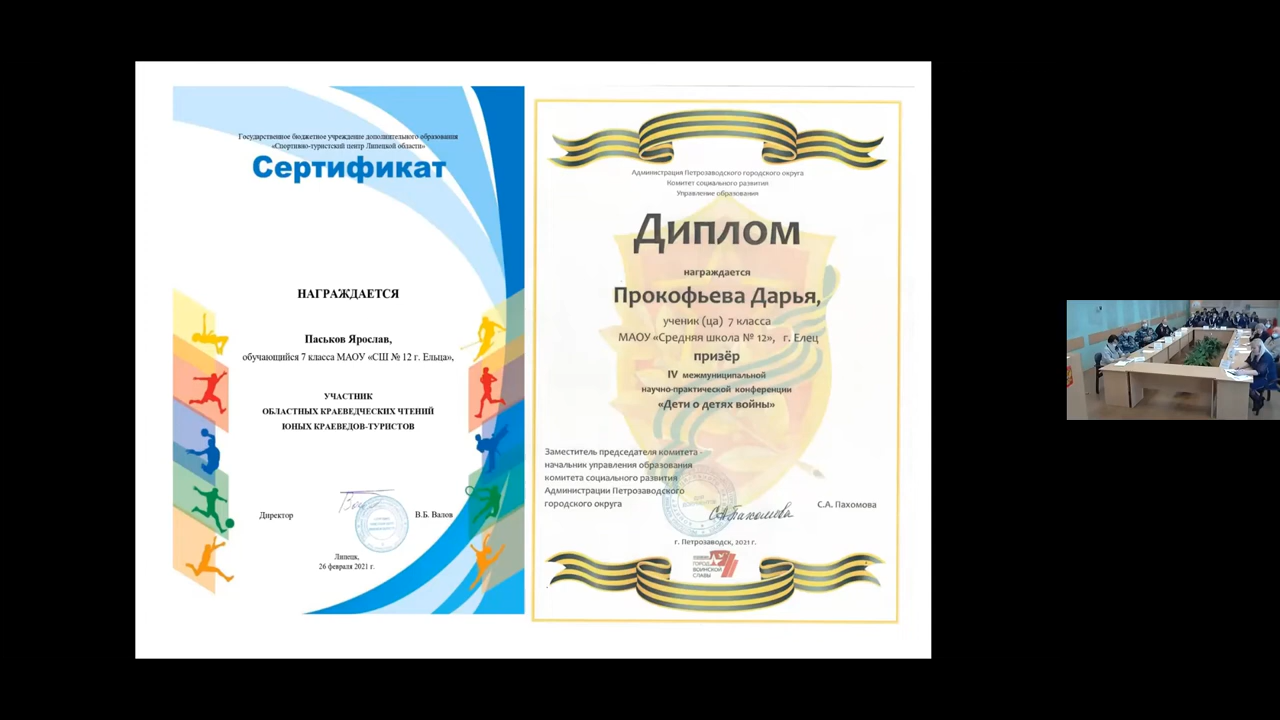 Государственное бюджетное учреждение дополнительного образования
«Спортивно-туристский центр Липецкой области»
Сертификат
НАГРАЖДАЕТСЯ
Паськов Ярослав,
обучающийся 7 класса МАОУ «СШ № 12 г. Ельца»,
УЧАСТНИК
ОБЛАСТНЫХ КРАЕВЕДЧЕСКИХ ЧТЕНИЙ
ЮНЫХ КРАЕВЕДОВ-ТУРИСТОВ
Директор
В.Б. Валов
Липецк,
26 февраля 2021 г.
Администрация Петрозаводского городского округа
Комитет социального развития
Управление образования
Диплом
награждается
Прокофьева Дарья,
ученик (ца) 7 класса
МАОУ «Средняя школа № 12», г. Елец
призёр
IV межмуниципальной
научно-практической конференции
«Дети о детях войны»
Заместитель председателя комитета -
начальник управления образования
комитета социального развития
Администрации Петрозаводского
городского округа
С.А. Пахомова
г. Петрозаводск, 2021 г.
ГОРОД
ВОИНСКОЙ
СЛАВЫ